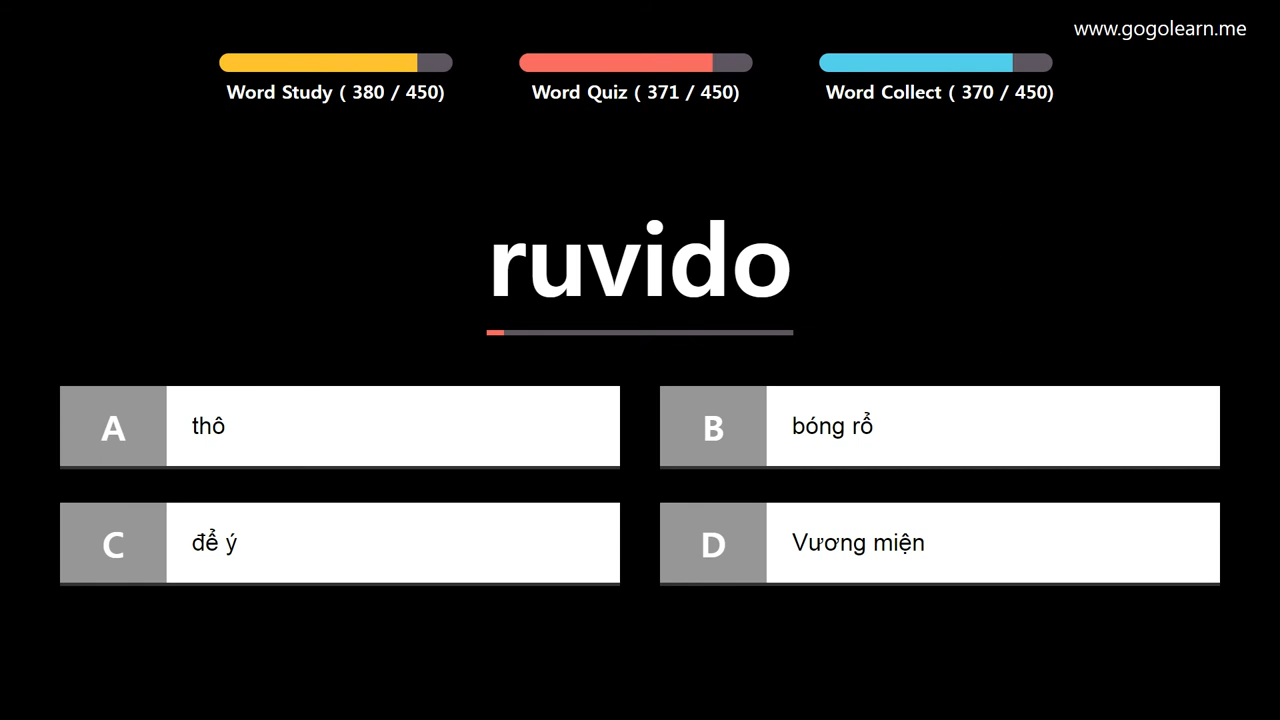 www.gogolearn.me
Word Study ( 380 / 450)
Word Quiz ( 371 / 450)
Word Collect ( 370 / 450)
ruvido
A thô
B bóng rổ
C để ý
D Vương miện